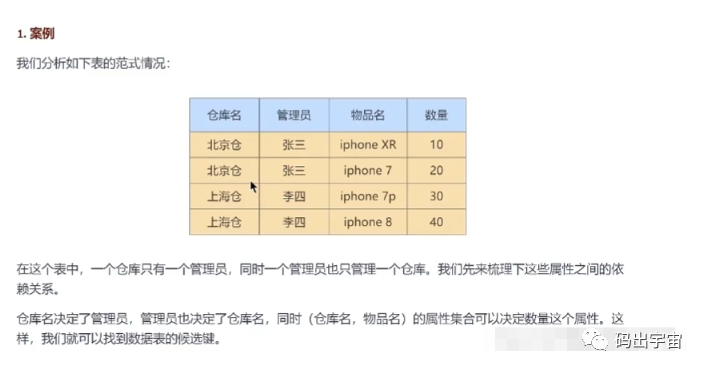 1. 案例
我们分析如下表的范式情况：
仓库名 管理员 物品名 数量
北京仓 张三 iphone XR 10
北京仓 张三 iphone 7 20
上海仓 李四 iphone 7p 30
上海仓 李四 iphone 8 40
在这个表中，一个仓库只有一个管理员，同时一个管理员也只管理一个仓库。我们先来梳理下这些属性之间的依
赖关系。
仓库名决定了管理员，管理员也决定了仓库名，同时（仓库名，物品名）的属性集合可以决定数量这个属性。这
样，我们就可以找到数据表的候选键。
码出宇宙